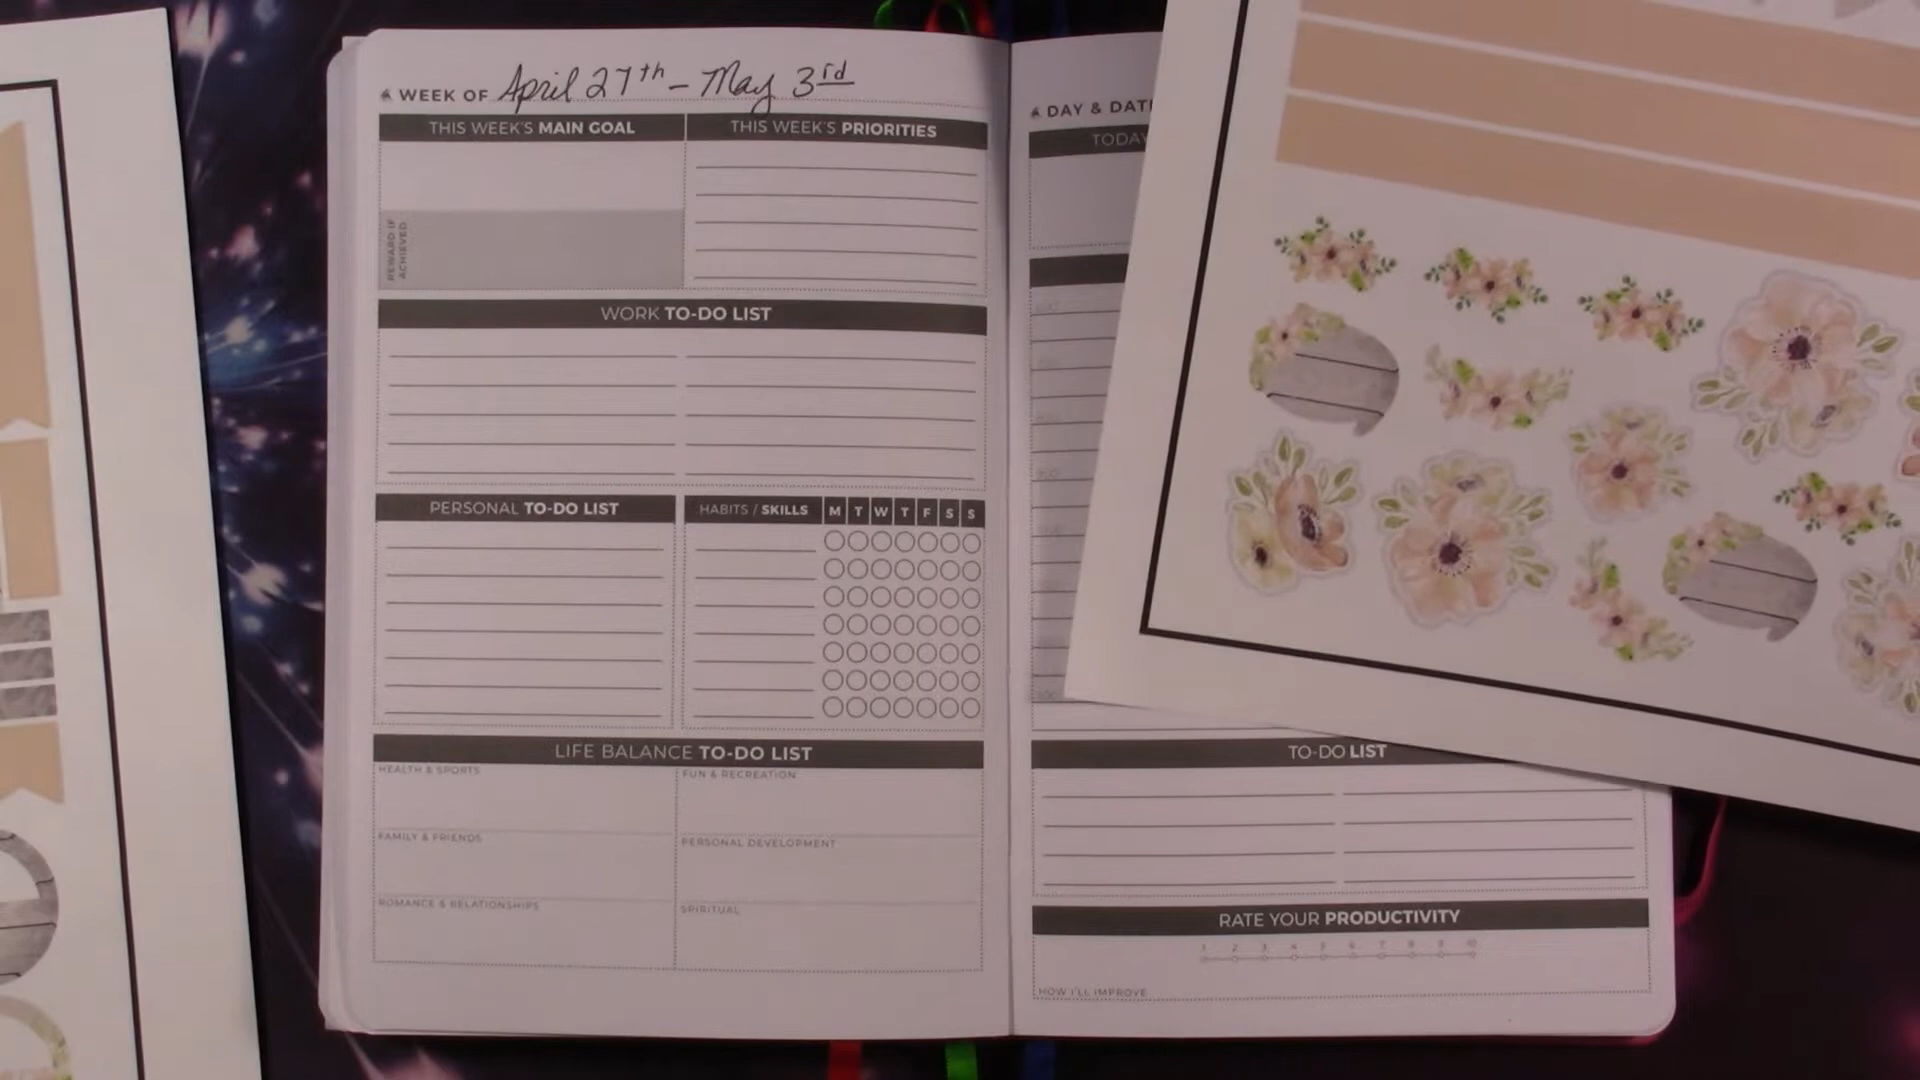 WEEK OF April 27th - May 3rd
THIS WEEK'S MAIN GOAL
THIS WEEK'S PRIORITIES
REWARD IF
ACHIEVED
WORK TO-DO LIST
PERSONAL TO-DO LIST
HABITS / SKILLS M T W T F S S
LIFE BALANCE TO-DO LIST
HEALTH & SPORTS
FUN & RECREATION
FAMILY & FRIENDS
PERSONAL DEVELOPMENT
ROMANCE & RELATIONSHIPS
SPIRITUAL
DAY & DATE
TODAY
TO-DO LIST
RATE YOUR PRODUCTIVITY
1 2 3 4 5 6 7 8 9 10
HOW I'LL IMPROVE